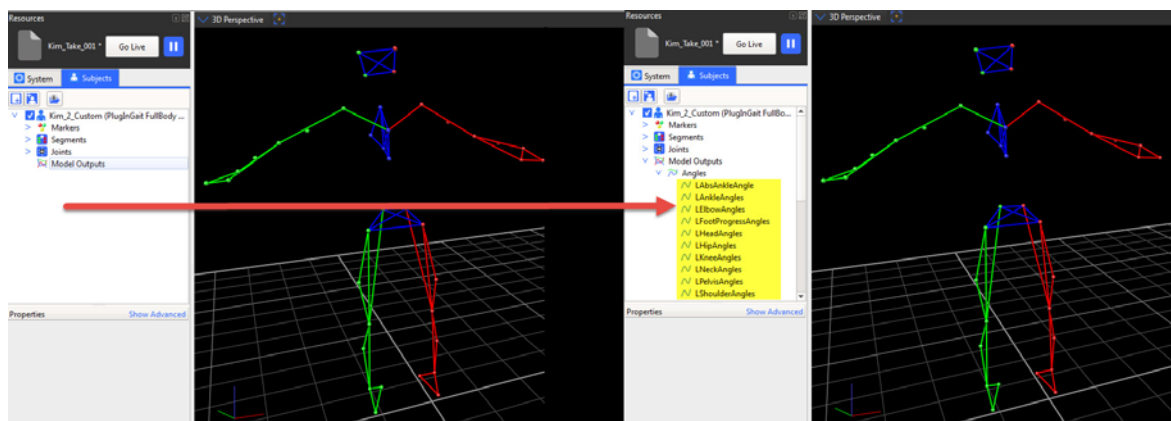 Resources
3D Perspective
Kim_Take_001 *
Go Live
System
Subjects
Kim_2_Custom (PlugInGait FullBody ...
Markers
Segments
Joints
Model Outputs
Properties
Show Advanced
Resources
3D Perspective
Kim_Take_001 *
Go Live
System
Subjects
Kim_2_Custom (PlugInGait FullBo...
Markers
Segments
Joints
Model Outputs
Angles
LAbsAnkleAngle
LAnkleAngles
LElbowAngles
LFootProgressAngles
LHeadAngles
LHipAngles
LKneeAngles
LNeckAngles
LPelvisAngles
LShoulderAngles
Properties
Show Advanced